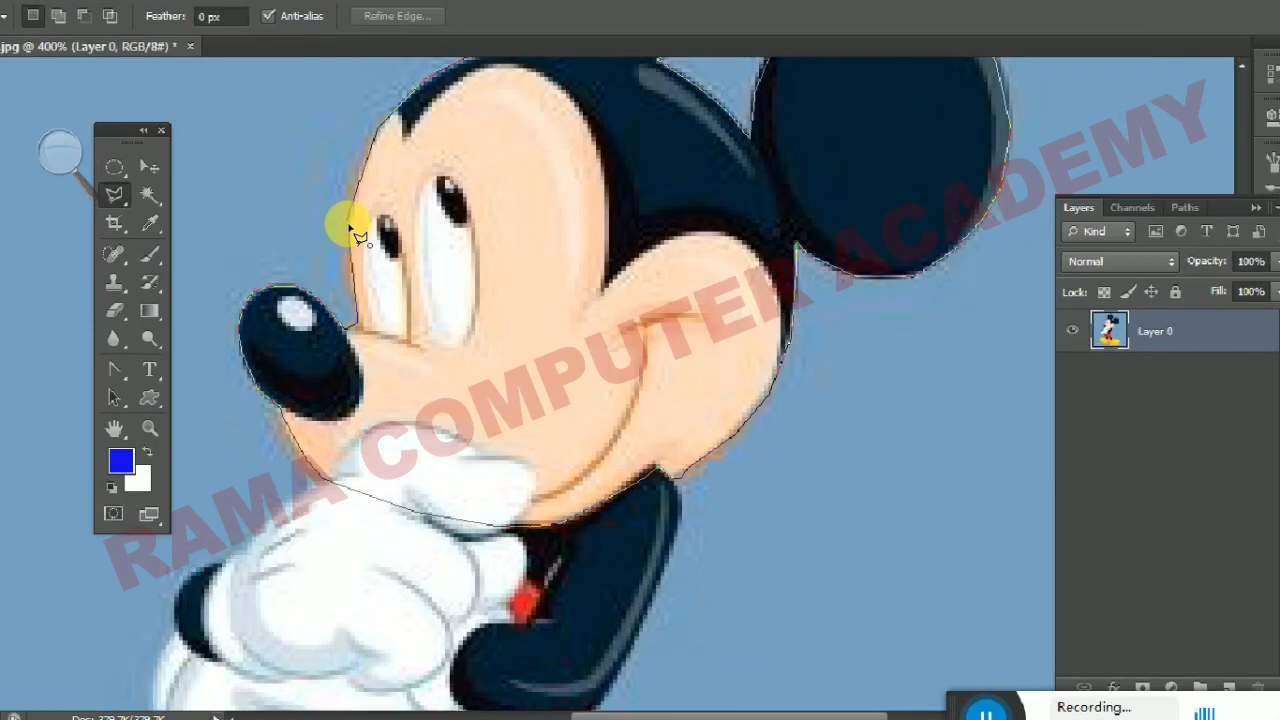 Feather: 0 px Anti-alias Refine Edge...
.jpg @ 400% (Layer 0, RGB/8#) * ×
RAMA COMPUTER ACADEMY
Layers Channels Paths
Kind
Normal Opacity: 100%
Lock: Fill: 100%
Layer 0
Recording...